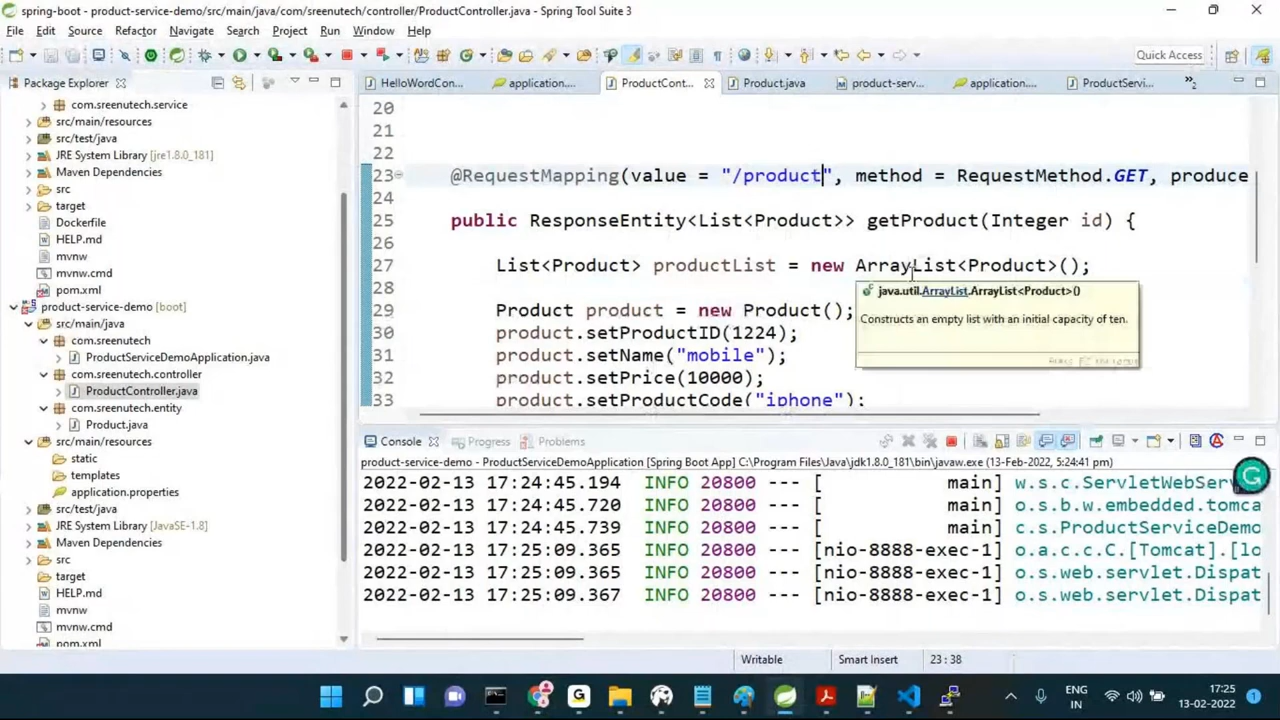 spring-boot - product-service-demo/src/main/java/com/sreenutech/controller/ProductController.java - Spring Tool Suite 3
File Edit Source Refactor Navigate Search Project Run Window Help
Quick Access
Package Explorer
com.sreenutech.service
src/main/resources
src/test/java
JRE System Library [jre1.8.0_181]
Maven Dependencies
src
target
Dockerfile
HELP.md
mvnw
mvnw.cmd
pom.xml
product-service-demo [boot]
src/main/java
com.sreenutech
ProductServiceDemoApplication.java
com.sreenutech.controller
ProductController.java
com.sreenutech.entity
Product.java
src/main/resources
static
templates
application.properties
src/test/java
JRE System Library [JavaSE-1.8]
Maven Dependencies
src
target
HELP.md
mvnw
mvnw.cmd
pom.xml
HelloWordCon... application.... ProductCont... Product.java product-serv... application.... ProductServi... 2
20
21
22
23 @RequestMapping(value = "/product", method = RequestMethod.GET, produce
24
25 public ResponseEntity<List<Product>> getProduct(Integer id) {
26
27 List<Product> productList = new ArrayList<Product>();
28
29 Product product = new Product();
30 product.setProductID(1224);
31 product.setName("mobile");
32 product.setPrice(10000);
33 product.setProductCode("iphone");
java.util.ArrayList.ArrayList<Product>()
Constructs an empty list with an initial capacity of ten.
Console Progress Problems
product-service-demo - ProductServiceDemoApplication [Spring Boot App] C:\Program Files\Java\jdk1.8.0_181\bin\javaw.exe (13-Feb-2022, 5:24:41 pm)
2022-02-13 17:24:45.194 INFO 20800 --- [ main] w.s.c.ServletWebServ
2022-02-13 17:24:45.720 INFO 20800 --- [ main] o.s.b.w.embedded.tomca
2022-02-13 17:24:45.739 INFO 20800 --- [ main] c.s.ProductServiceDemo
2022-02-13 17:25:09.365 INFO 20800 --- [nio-8888-exec-1] o.a.c.c.C.[Tomcat].[lo
2022-02-13 17:25:09.365 INFO 20800 --- [nio-8888-exec-1] o.s.web.servlet.Dispat
2022-02-13 17:25:09.367 INFO 20800 --- [nio-8888-exec-1] o.s.web.servlet.Dispat
Writable Smart Insert 23 : 38
ENG
IN
17:25
13-02-2022